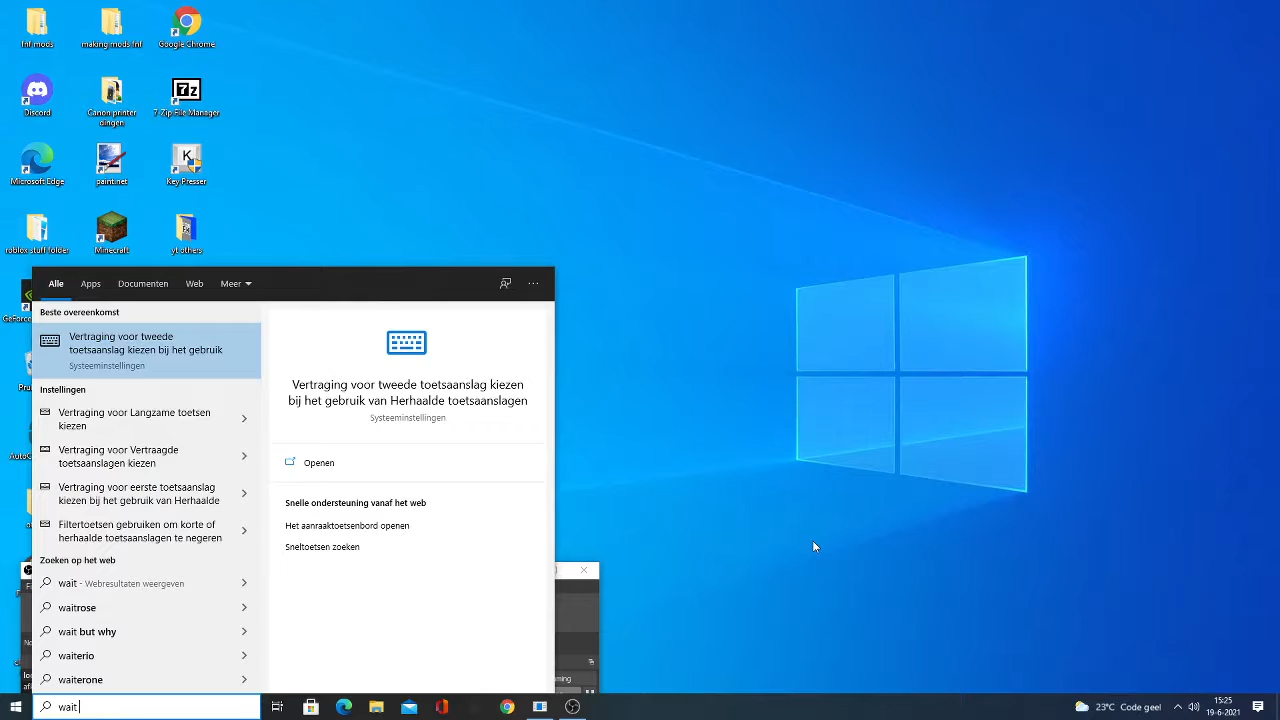 fnf mods
making mods fnf
Google Chrome
Discord
Canon printer
dingen
7-Zip File Manager
Microsoft Edge
paintnet
Key Presser
roblox stuff folder
Minecraft
yt others
Alle Apps Documenten Web Meer
Beste overeenkomst
Vertraging voor tweede
toetsaanslag kiezen bij het gebruik
Systeeminstellingen
Instellingen
Vertraging voor Langzame toetsen
kiezen
Vertraging voor Vertraagde
toetsaanslagen kiezen
Vertraging voor eerste toetsaanslag
kiezen bij het gebruik van Herhaalde
Filtertoetsen gebruiken om korte of
herhaalde toetsaanslagen te negeren
Zoeken op het web
wait - Webresultaten weergeven
waitrose
wait but why
waiterio
waiterone
Vertraging voor tweede toetsaanslag kiezen
bij het gebruik van Herhaalde toetsaanslagen
Systeeminstellingen
Openen
Snelle ondersteuning vanaf het web
Het aanraaktoetsenbord openen
Sneltoetsen zoeken
wait
23°C Code geel
15:25
19-6-2021